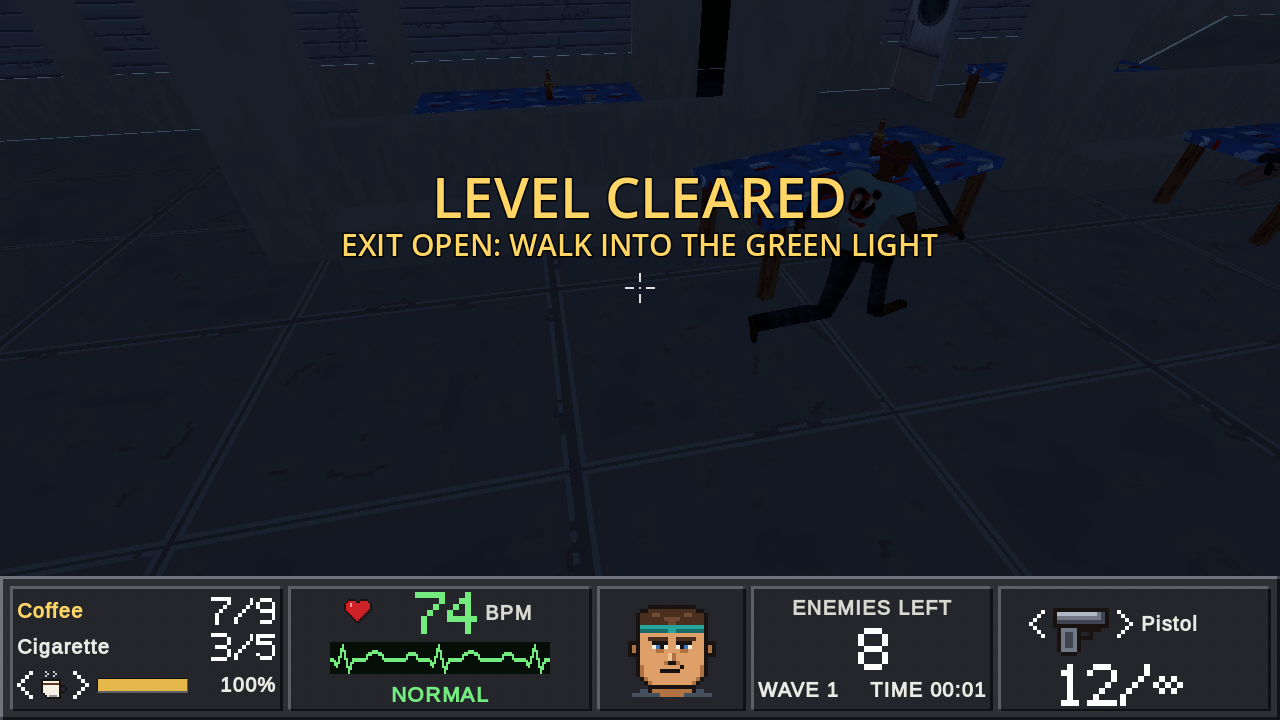 LEVEL CLEARED
EXIT OPEN: WALK INTO THE GREEN LIGHT
Coffee 7/9
Cigarette 3/5
100%
74 BPM
NORMAL
ENEMIES LEFT
8
WAVE 1 TIME 00:01
Pistol
12/∞